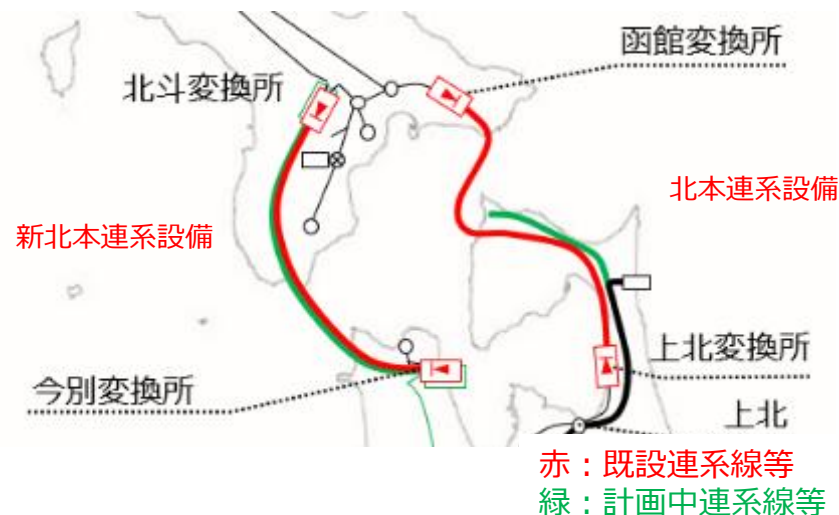 函館変換所
北斗変換所
北本連系設備
新北本連系設備
上北変換所
今別変換所
上北
赤：既設連系線等
緑：計画中連系線等